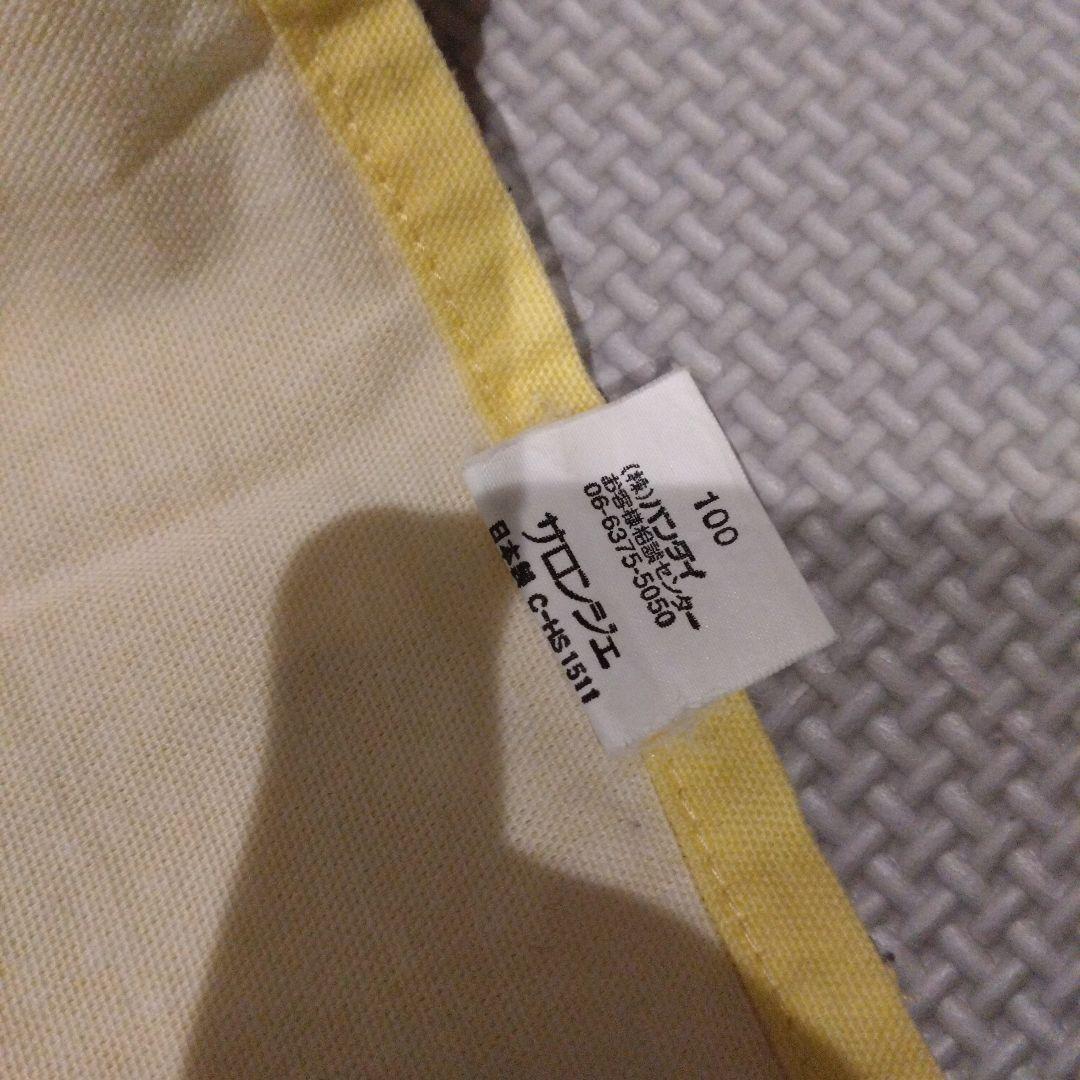 100
(株)バンダイ
お客様相談センター
06-6375-5050
サロンジェ
日本製 C-HS1511